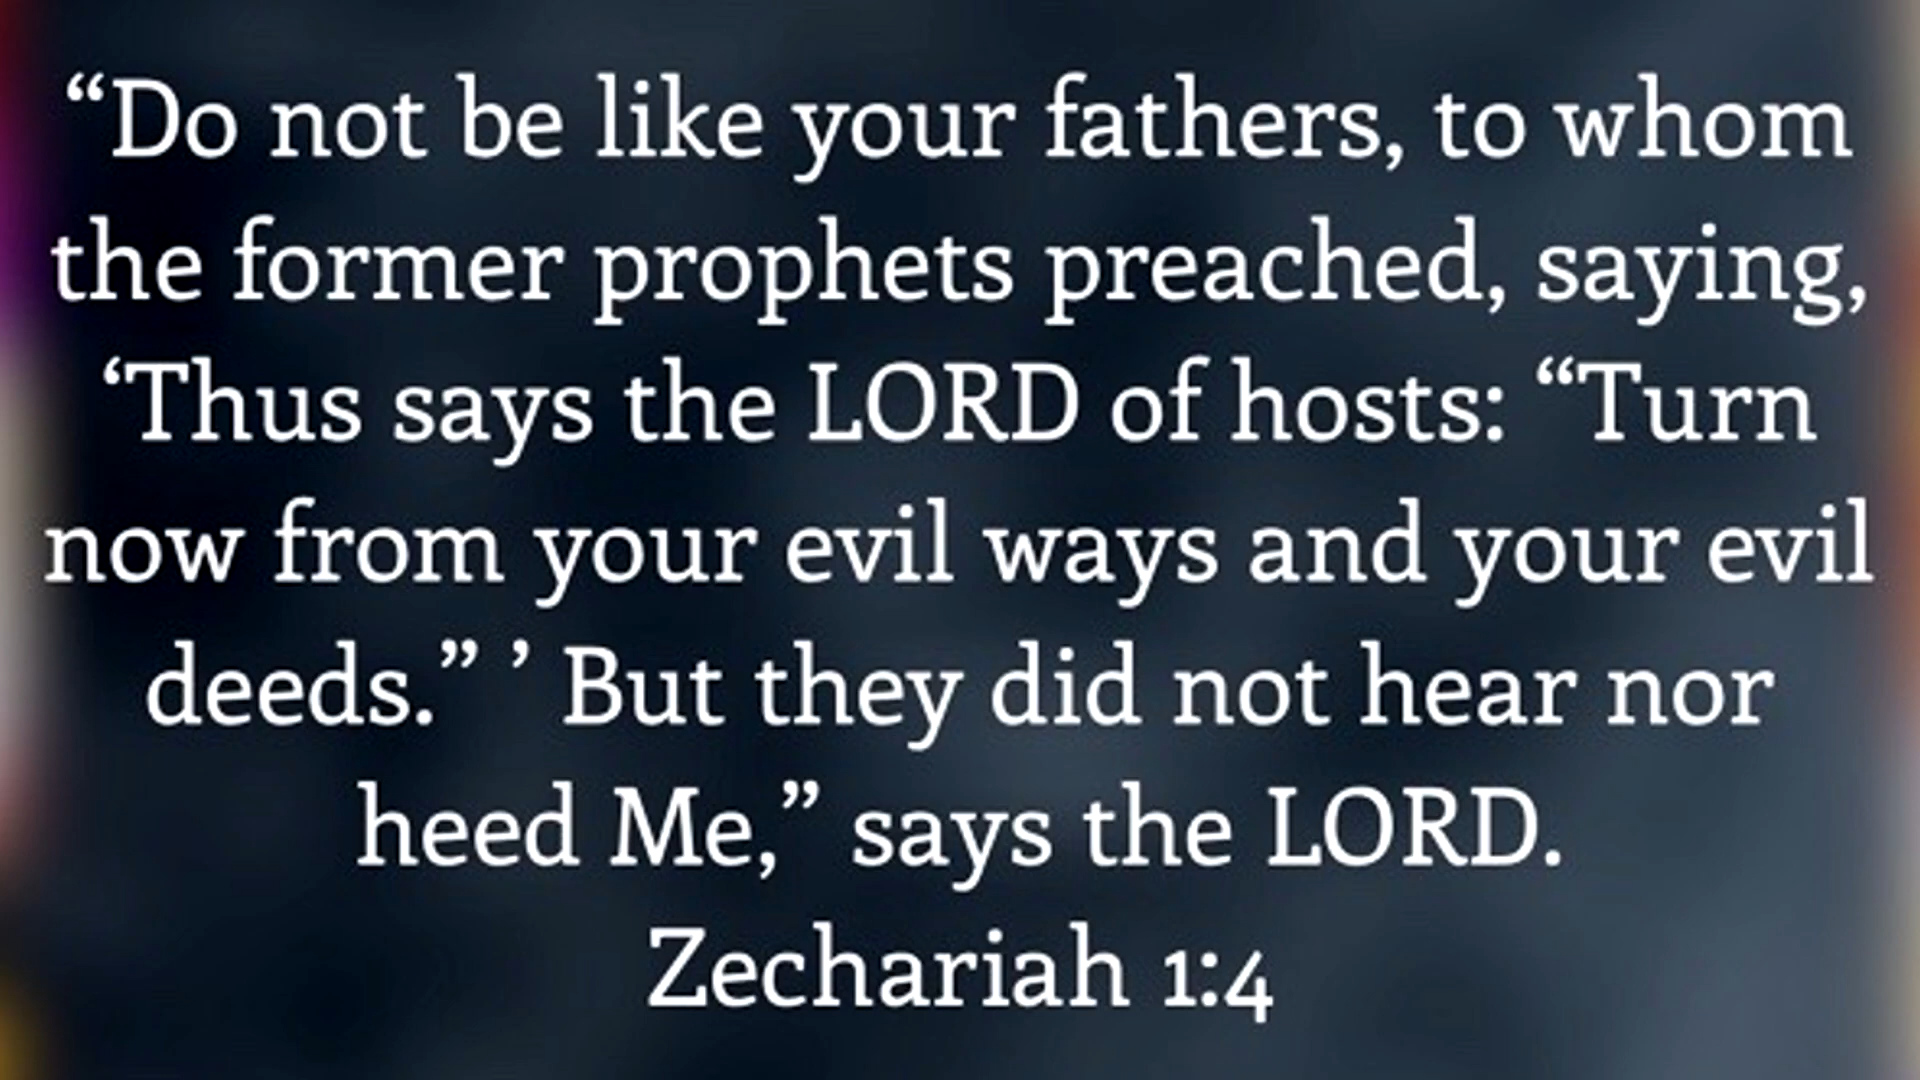 “Do not be like your fathers, to whom
the former prophets preached, saying,
‘Thus says the LORD of hosts: “Turn
now from your evil ways and your evil
deeds.” ’ But they did not hear nor
heed Me,” says the LORD.
Zechariah 1:4